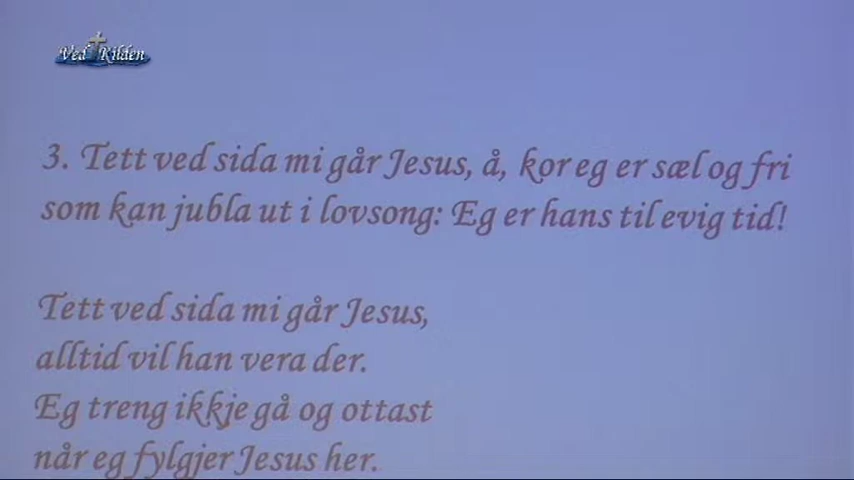 Ved Kilden
3. Tett ved sida mi går Jesus, å, kor eg er sæl og fri
som kan jubla ut i lovsong: Eg er hans til evig tid!
Tett ved sida mi går Jesus,
alltid vil han vera der.
Eg treng ikkje gå og ottast
når eg fylgjer Jesus her.